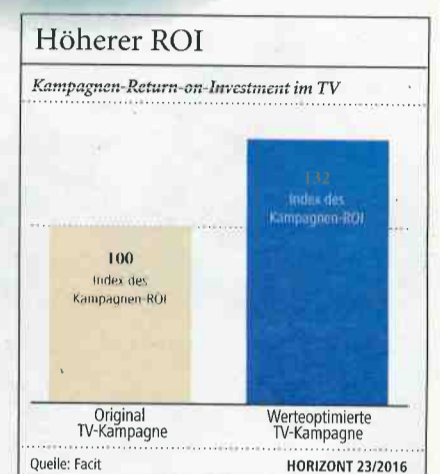 Höherer ROI
Kampagnen-Return-on-Investment im TV
100
Index des
Kampagnen-ROI
132
Index des
Kampagnen-ROI
Original
TV-Kampagne
Werteoptimierte
TV-Kampagne
Quelle: Facit
HORIZONT 23/2016